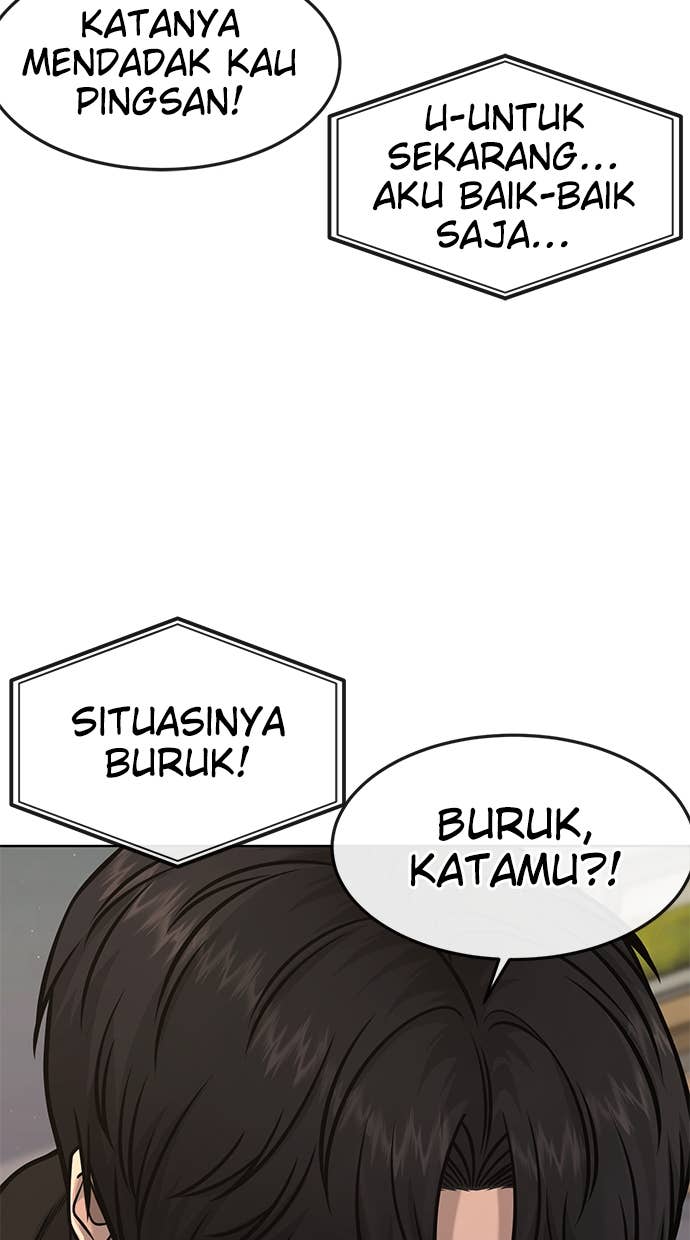 KATANYA
MENDADAK KAU
PINGSAN!
U-UNTUK
SEKARANG...
AKU BAIK-BAIK
SAJA...
SITUASINYA
BURUK!
BURUK,
KATAMU?!